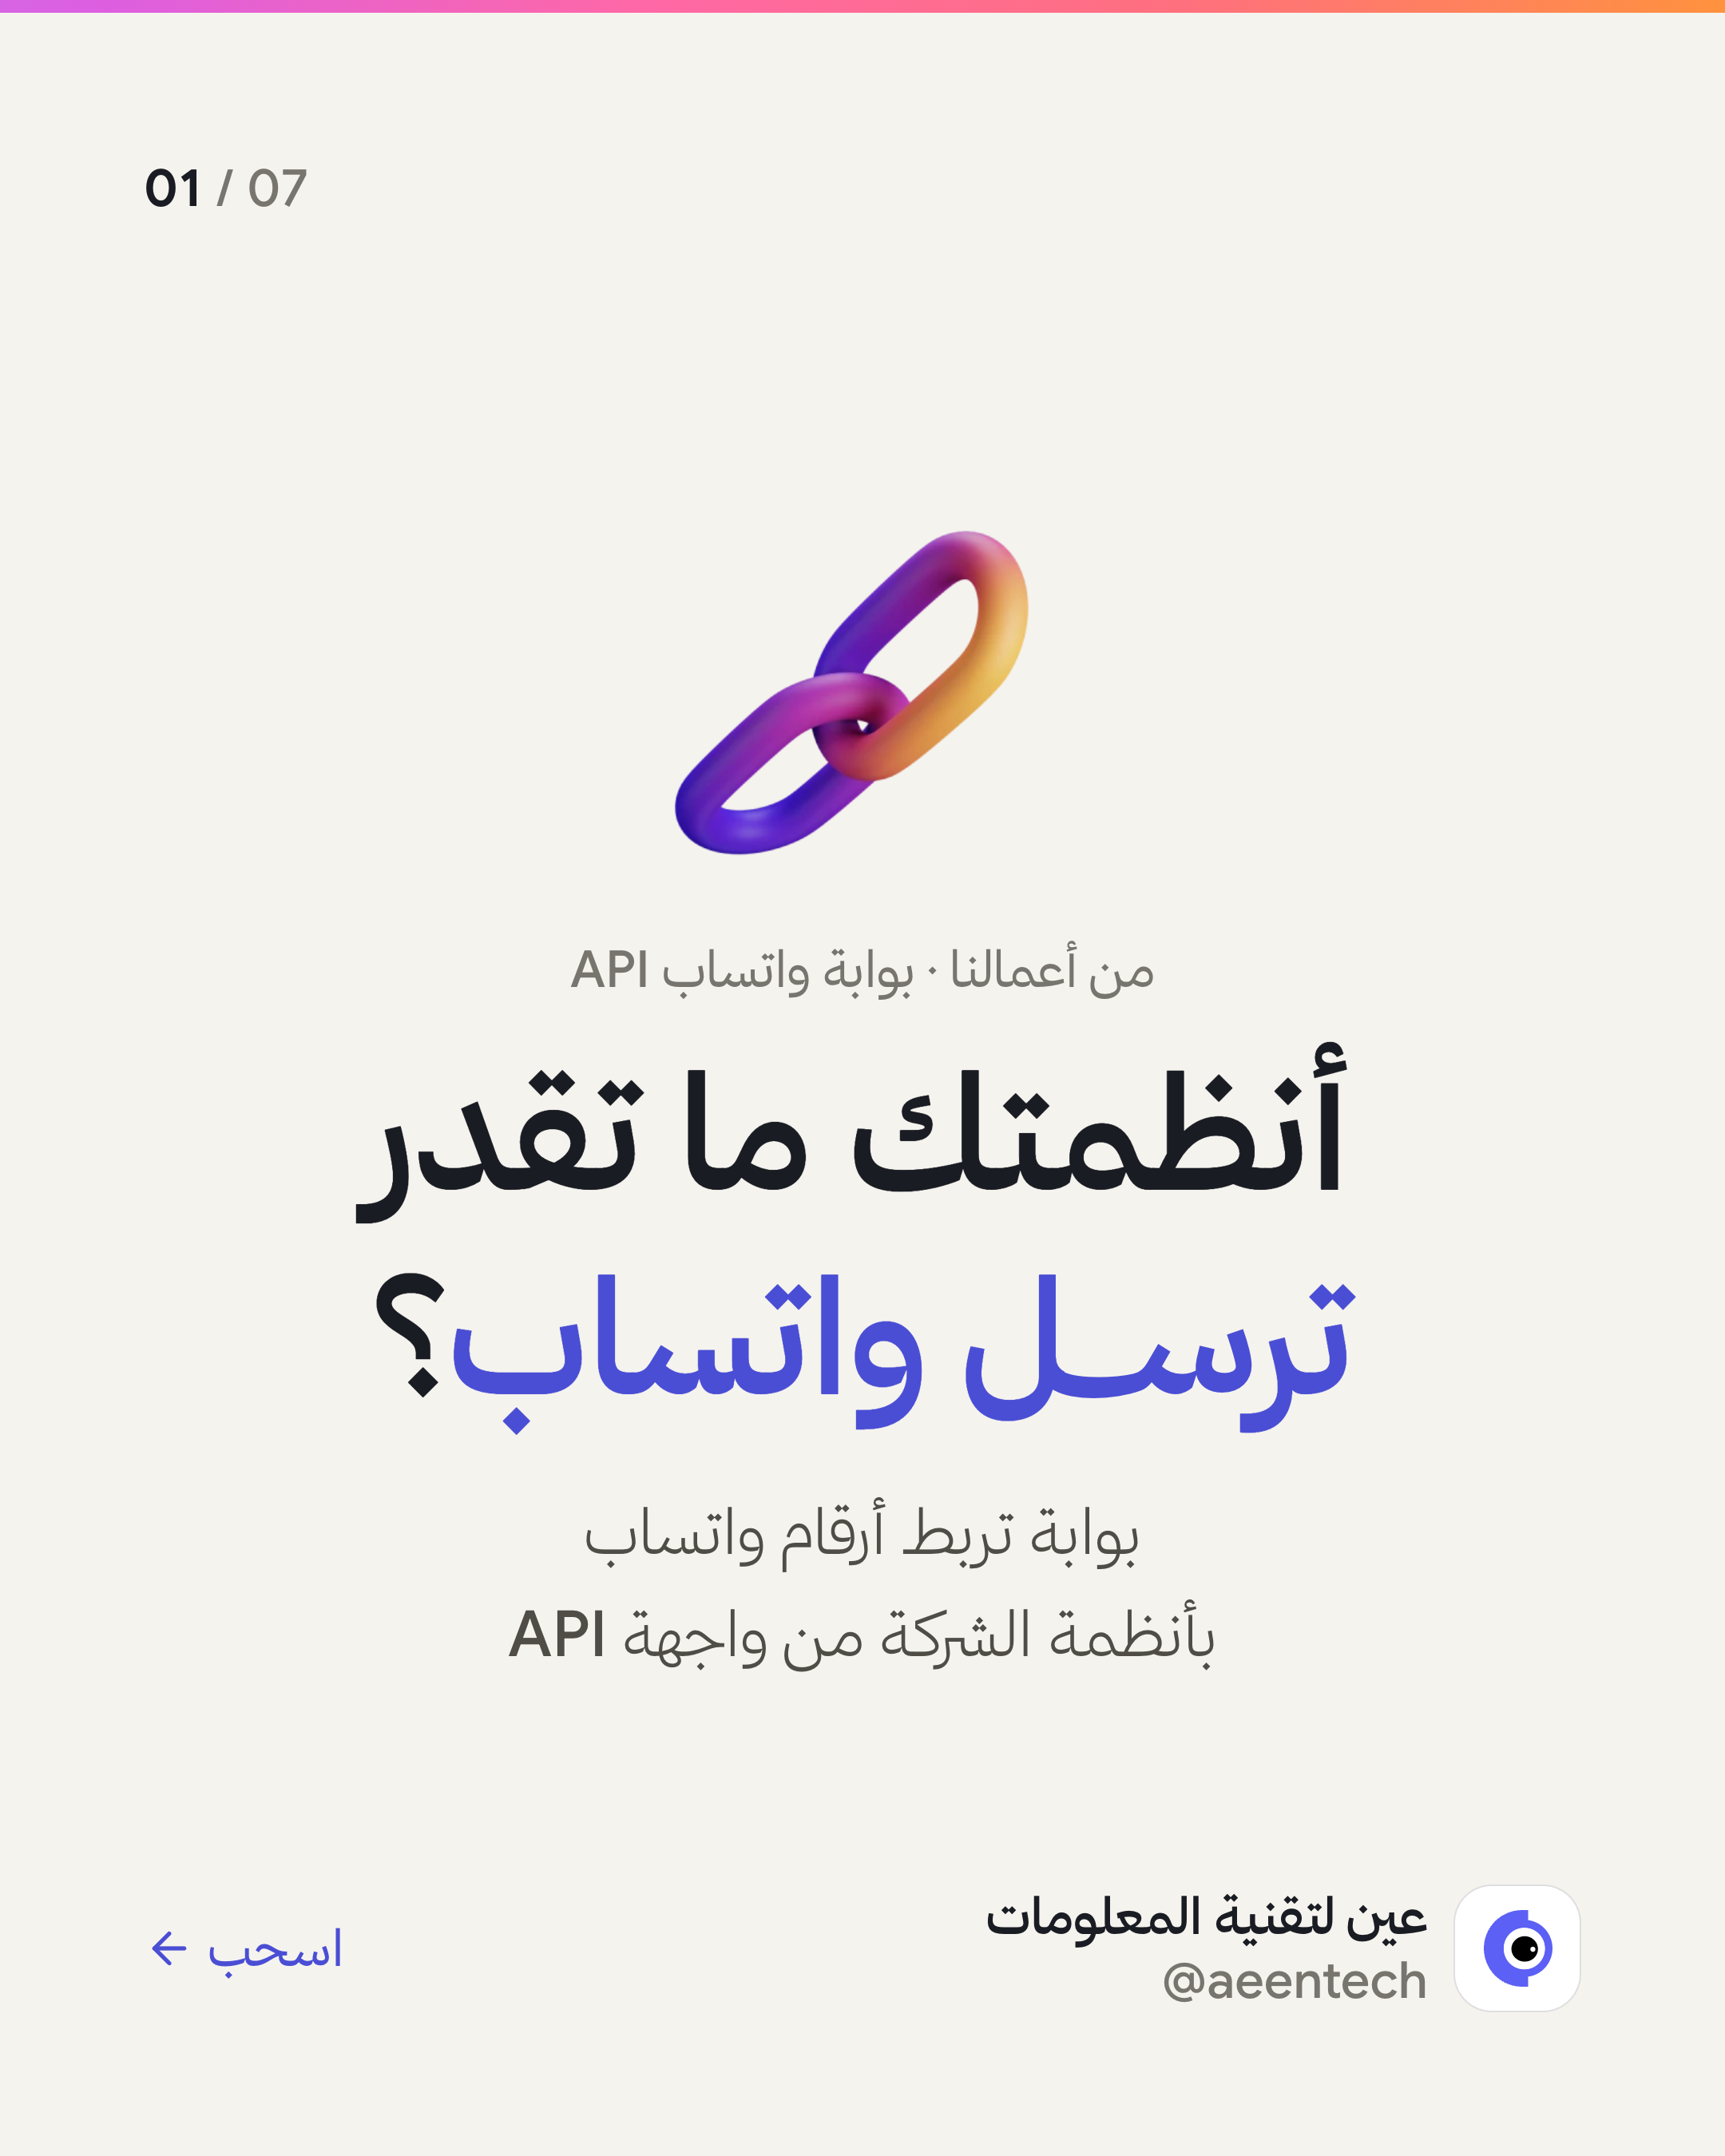 01 / 07
من أعمالنا · بوابة واتساب API
أنظمتك ما تقدر
ترسل واتساب؟
بوابة تربط أرقام واتساب
بأنظمة الشركة من واجهة API
عين لتقنية المعلومات
@aeentech
اسحب ←